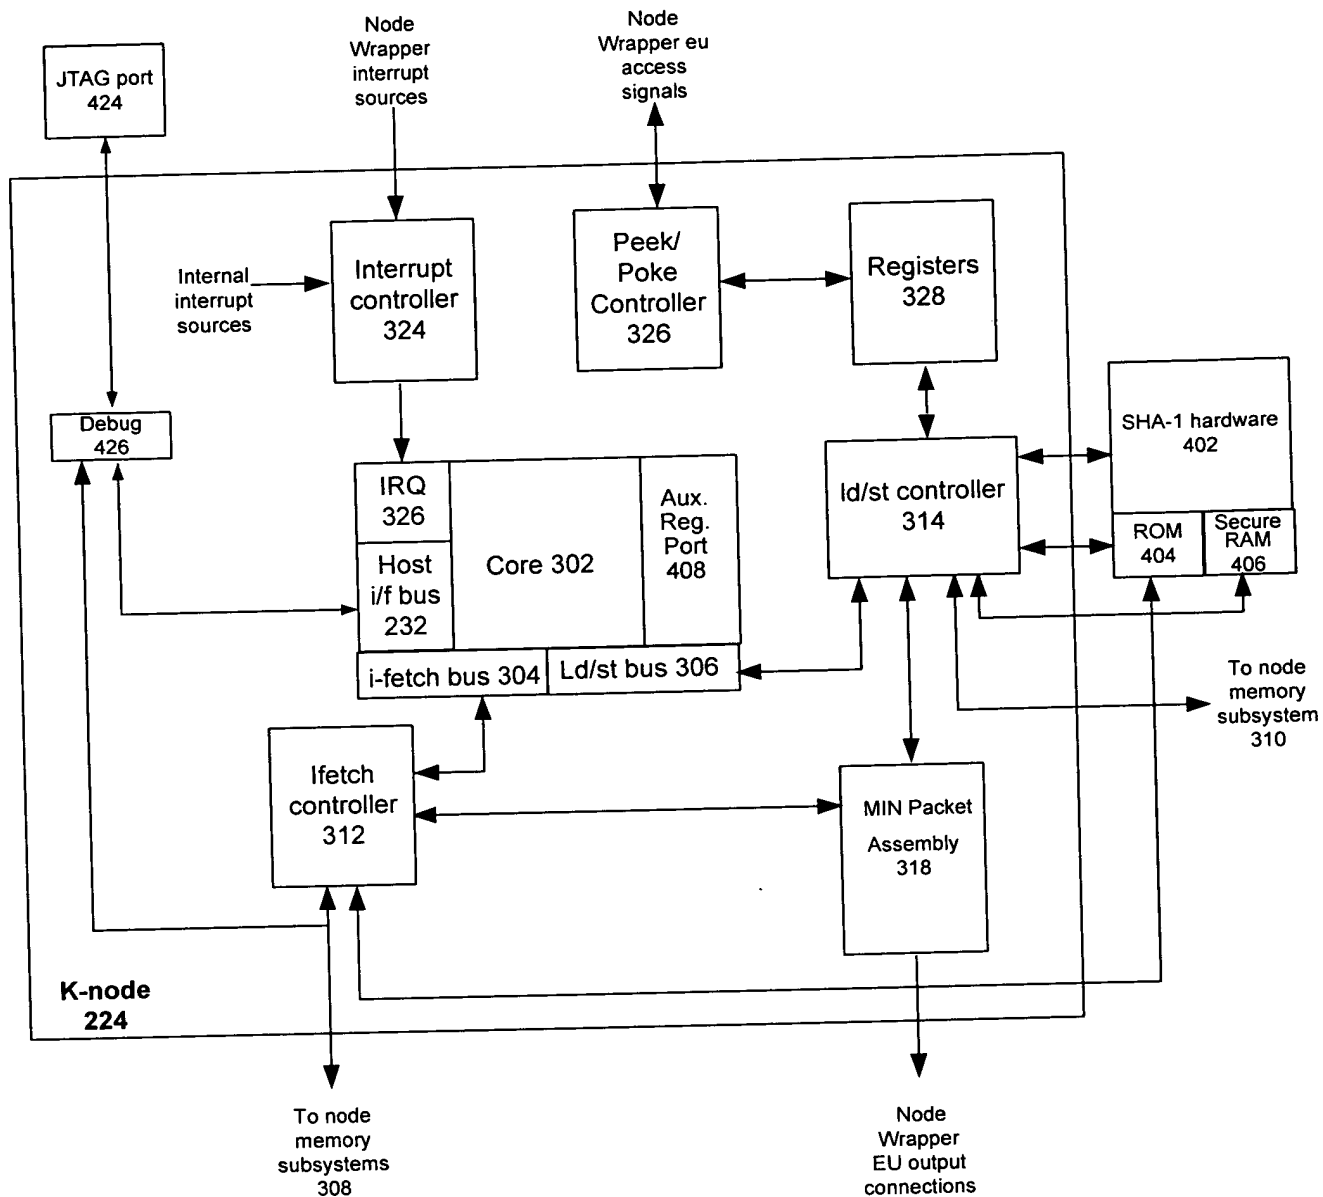 Node
Wrapper
interrupt
sources
Node
Wrapper eu
access
signals
JTAG port
424
Internal
interrupt
sources
Interrupt
controller
324
Peek/
Poke
Controller
326
Registers
328
Debug
426
SHA-1 hardware
402
ROM
404
Secure
RAM
406
IRQ
326
Host
i/f bus
232
Core 302
Aux.
Reg.
Port
408
ld/st controller
314
i-fetch bus 304
Ld/st bus 306
To node
memory
subsystem
310
Ifetch
controller
312
MIN Packet
Assembly
318
K-node
224
To node
memory
subsystems
308
Node
Wrapper
EU output
connections